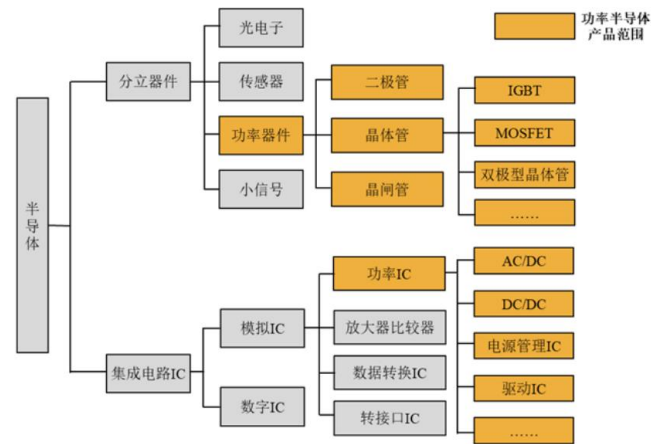 功率半导体
产品范围
半导体
分立器件
光电子
传感器
功率器件
小信号
二极管
晶体管
晶闸管
IGBT
MOSFET
双极型晶体管
……
集成电路IC
模拟IC
数字IC
功率IC
放大器比较器
数据转换IC
转接口IC
AC/DC
DC/DC
电源管理IC
驱动IC
……